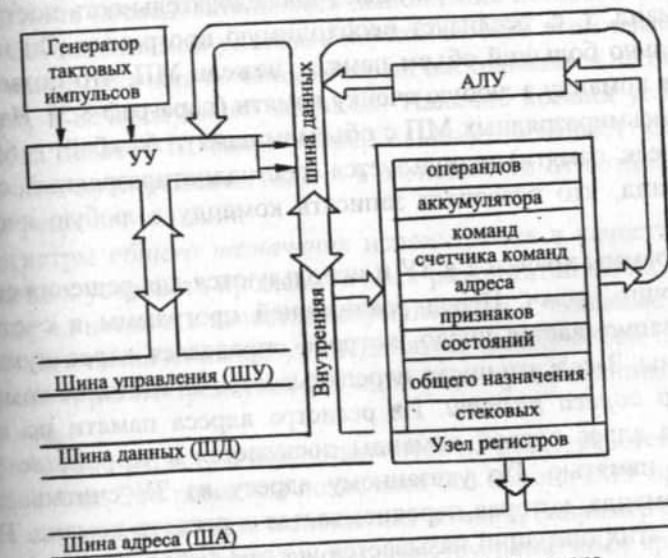 Генератор
тактовых
импульсов
УУ
Внутренняя шина данных
АЛУ
операндов
аккумулятора
команд
счетчика команд
адреса
признаков
состояний
общего назначения
стековых
Узел регистров
Шина управления (ШУ)
Шина данных (ШД)
Шина адреса (ША)